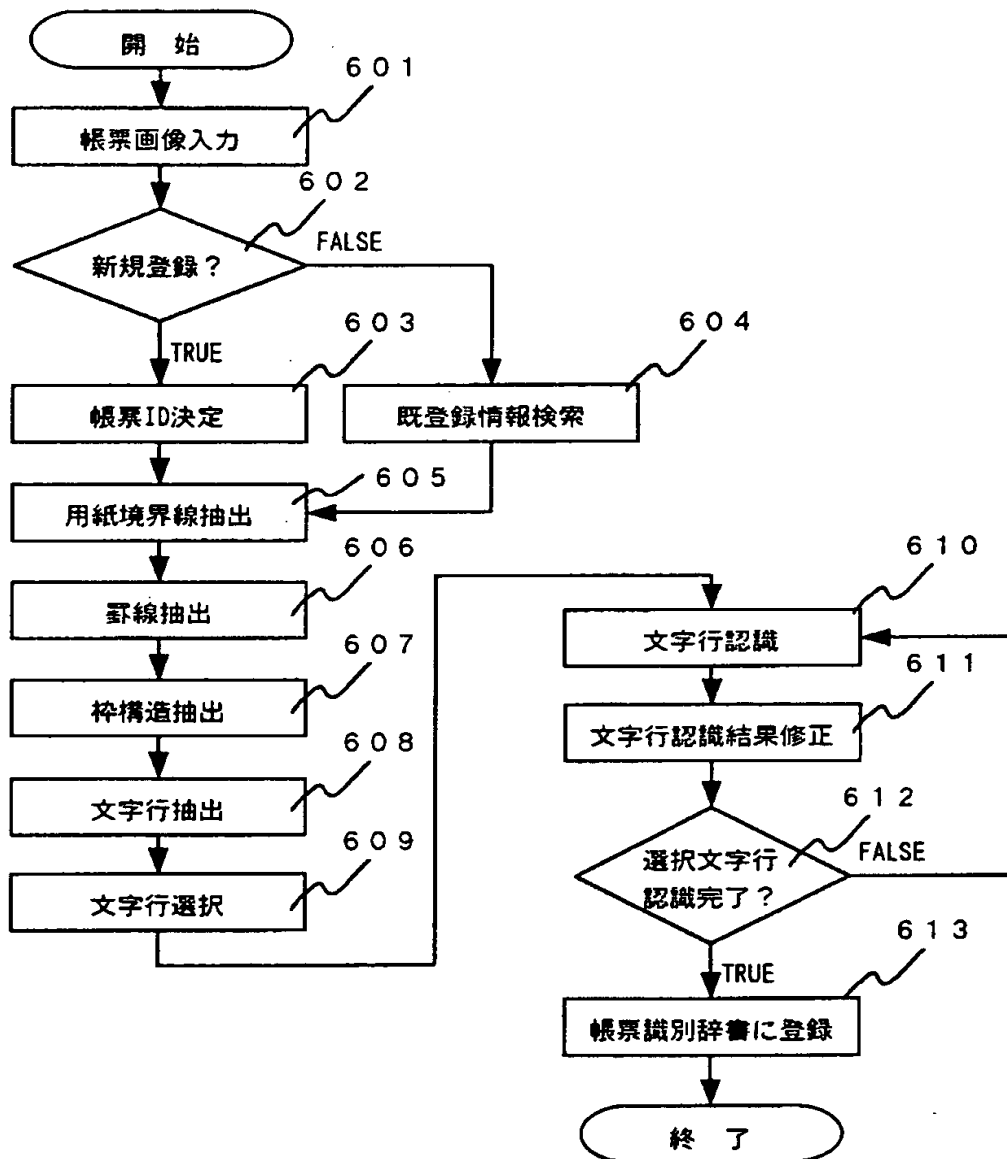 開 始
601
帳票画像入力
602
新規登録？
FALSE
TRUE
603
帳票ID決定
604
既登録情報検索
605
用紙境界線抽出
606
罫線抽出
607
枠構造抽出
608
文字行抽出
609
文字行選択
610
文字行認識
611
文字行認識結果修正
612
選択文字行
認識完了？
FALSE
TRUE
613
帳票識別辞書に登録
終 了